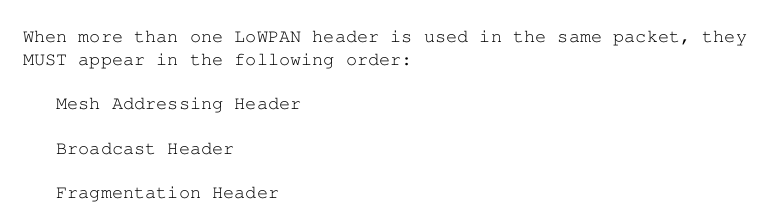 When more than one LoWPAN header is used in the same packet, they
MUST appear in the following order:
Mesh Addressing Header
Broadcast Header
Fragmentation Header